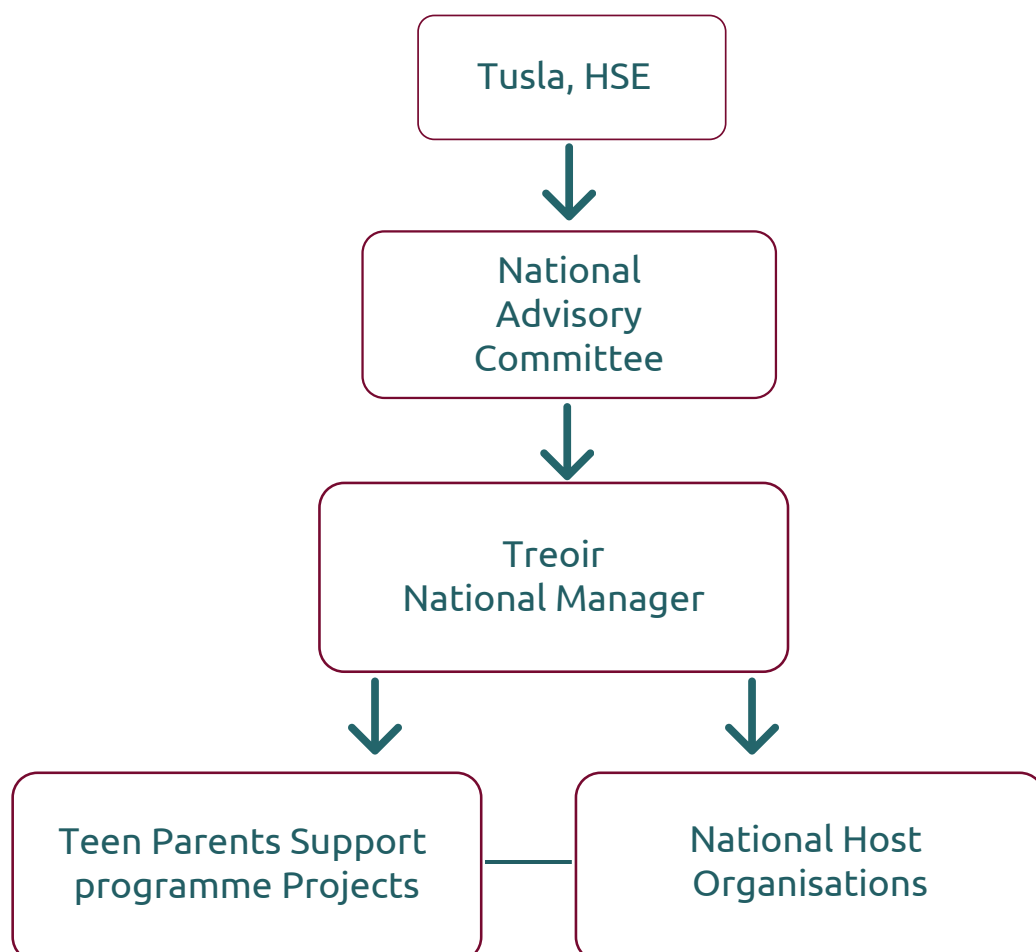 Tusla, HSE
National
Advisory
Committee
Treoir
National Manager
Teen Parents Support
programme Projects
National Host
Organisations